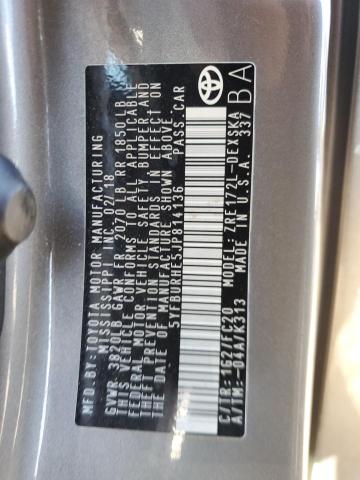 MFD. BY: TOYOTA MOTOR MANUFACTURING
MISSISSIPPI INC. 02/18
GVWR 3820LB GAWR FR 2070LB RR 1850LB
THIS VEHICLE CONFORMS TO ALL APPLICABLE
FEDERAL MOTOR VEHICLE SAFETY, BUMPER AND
THEFT PREVENTION STANDARDS IN EFFECT ON
DATE OF MANUFACTURE SHOWN ABOVE.
5YFBURHE5JP814136 PASS.CAR
C/TR: 1G2/FC20 MODEL: ZRE172L-DEXSKA
A/TM: -04A/K313 MADE IN U.S.A. 337
BA